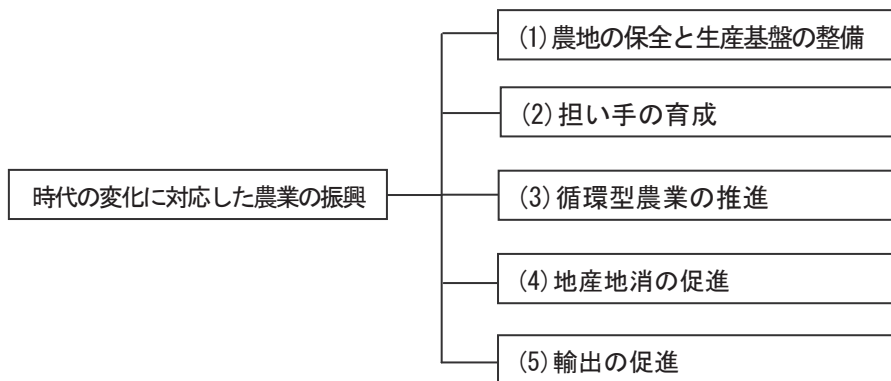 時代の変化に対応した農業の振興
(1)農地の保全と生産基盤の整備
(2)担い手の育成
(3)循環型農業の推進
(4)地産地消の促進
(5)輸出の促進